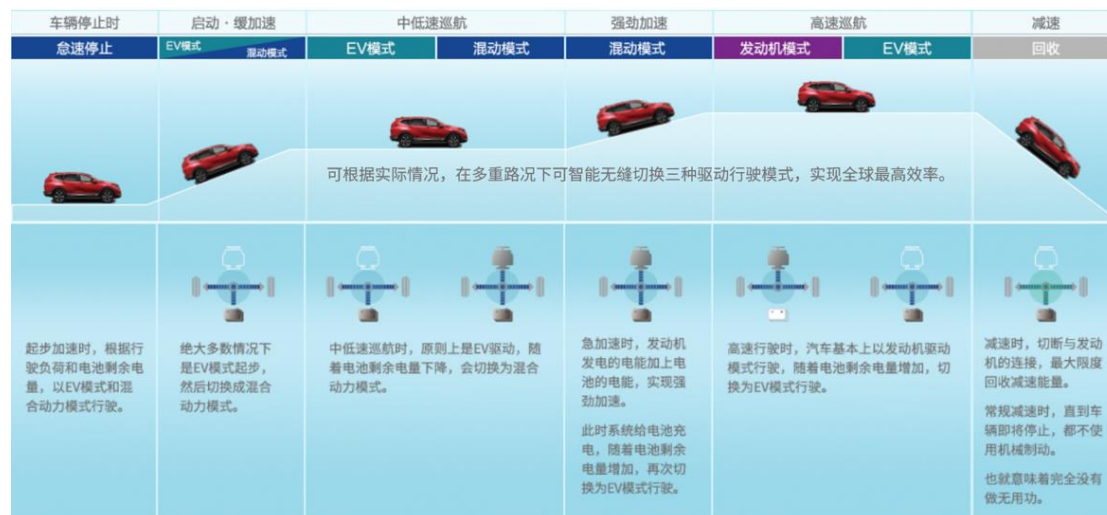 车辆停止时
启动·缓加速
中低速巡航
强劲加速
高速巡航
减速
怠速停止
EV模式
混动模式
EV模式
混动模式
混动模式
发动机模式
EV模式
回收
可根据实际情况，在多重路况下可智能无缝切换三种驱动行驶模式，实现全球最高效率。
起步加速时，根据行
驶负荷和电池剩余电
量，以EV模式和混
合动力模式行驶。
绝大多数情况下
是EV模式起步，
然后切换成混合
动力模式。
中低速巡航时，原则上是EV驱动，随
着电池剩余电量下降，会切换为混合
动力模式。
急加速时，发动机
发电的电能加上电
池的电能，实现强
劲加速。
此时系统给电池充
电，随着电池剩余
电量增加，再次切
换为EV模式行驶。
高速行驶时，汽车基本上以发动机驱动
模式行驶，随着电池剩余电量增加，切
换为EV模式行驶。
减速时，切断与发动
机的连接，最大限度
回收减速能量。
常规减速时，直到车
辆即将停止，都不使
用机械制动。
也就意味着完全没有
做无用功。